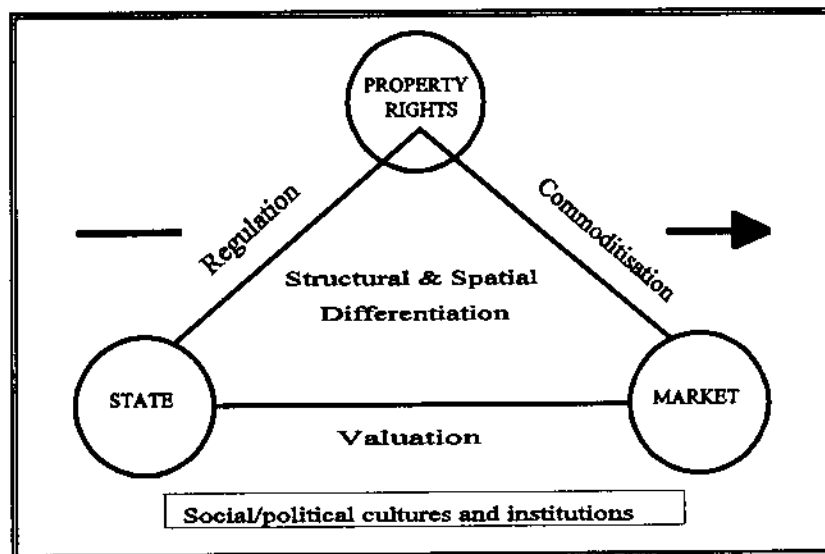 PROPERTY
RIGHTS
Regulation
Commoditisation
Structural & Spatial
Differentiation
STATE
MARKET
Valuation
Social/political cultures and institutions